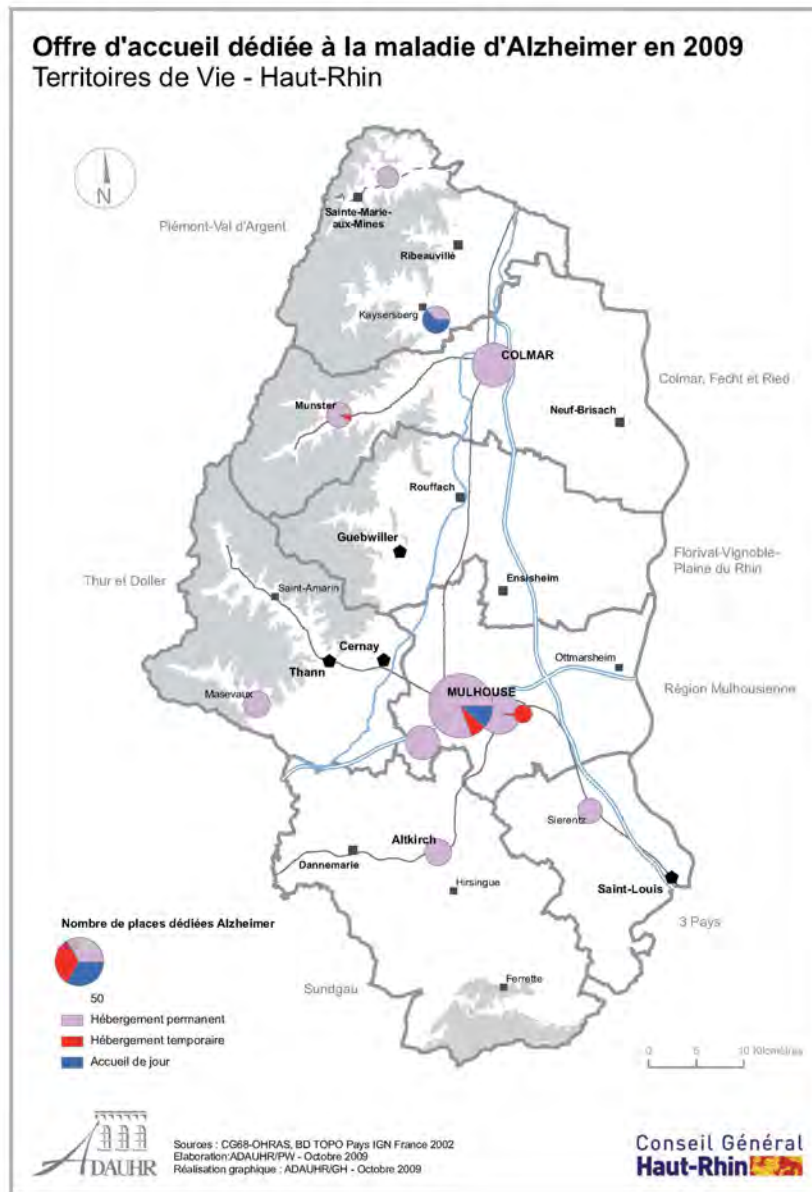 Offre d'accueil dédiée à la maladie d'Alzheimer en 2009
Territoires de Vie - Haut-Rhin
N
Piémont-Val d'Argent
Sainte-Marie-
aux-Mines
Ribeauvillé
Kaysersberg
COLMAR
Colmar, Fecht et Ried
Munster
Neuf-Brisach
Rouffach
Guebwiller
Florival-Vignoble-
Plaine du Rhin
Thur et Doller
Saint-Amarin
Ensisheim
Cernay
Thann
Ottmarsheim
Masevaux
MULHOUSE
Région Mulhousienne
Sierentz
Altkirch
Dannemarie
Hirsingue
Saint-Louis
3 Pays
Nombre de places dédiées Alzheimer
50
Sundgau
Ferrette
Hébergement permanent
Hébergement temporaire
Accueil de jour
0 5 10 Kilomètres
ADAUHR
Sources : CG68-OHRAS, BD TOPO Pays IGN France 2002
Elaboration:ADAUHR/PW - Octobre 2009
Réalisation graphique : ADAUHR/GH - Octobre 2009
Conseil Général
Haut-Rhin